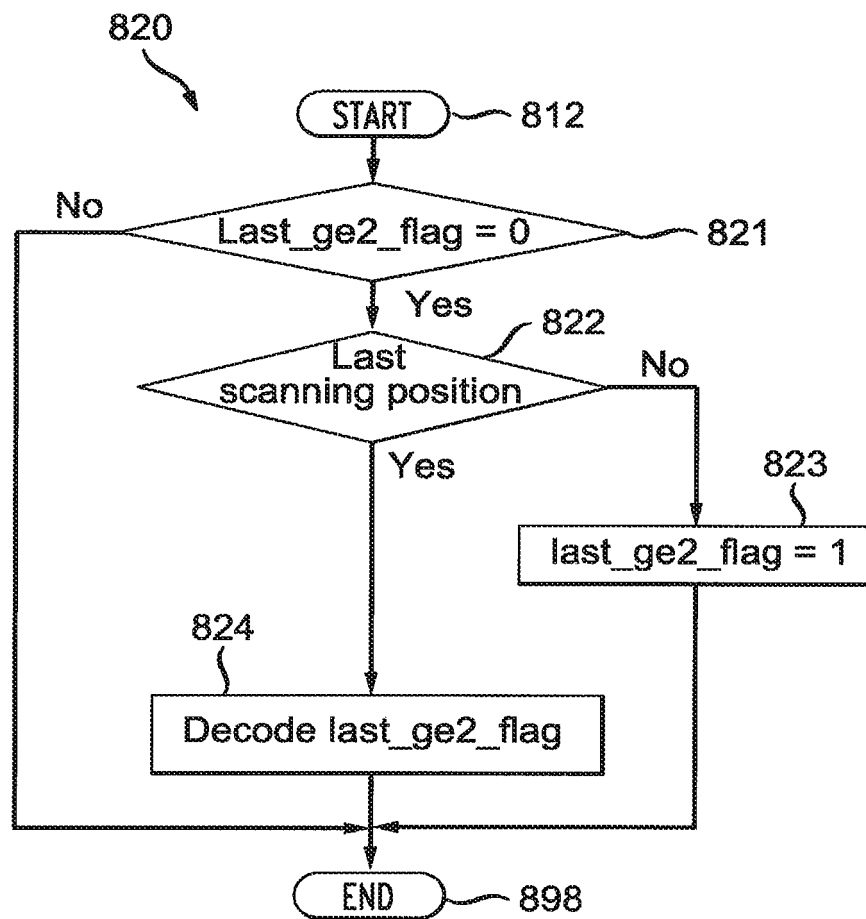 820
START
812
No
Last_ge2_flag = 0
821
Yes
822
Last
scanning position
No
Yes
823
last_ge2_flag = 1
824
Decode last_ge2_flag
END
898